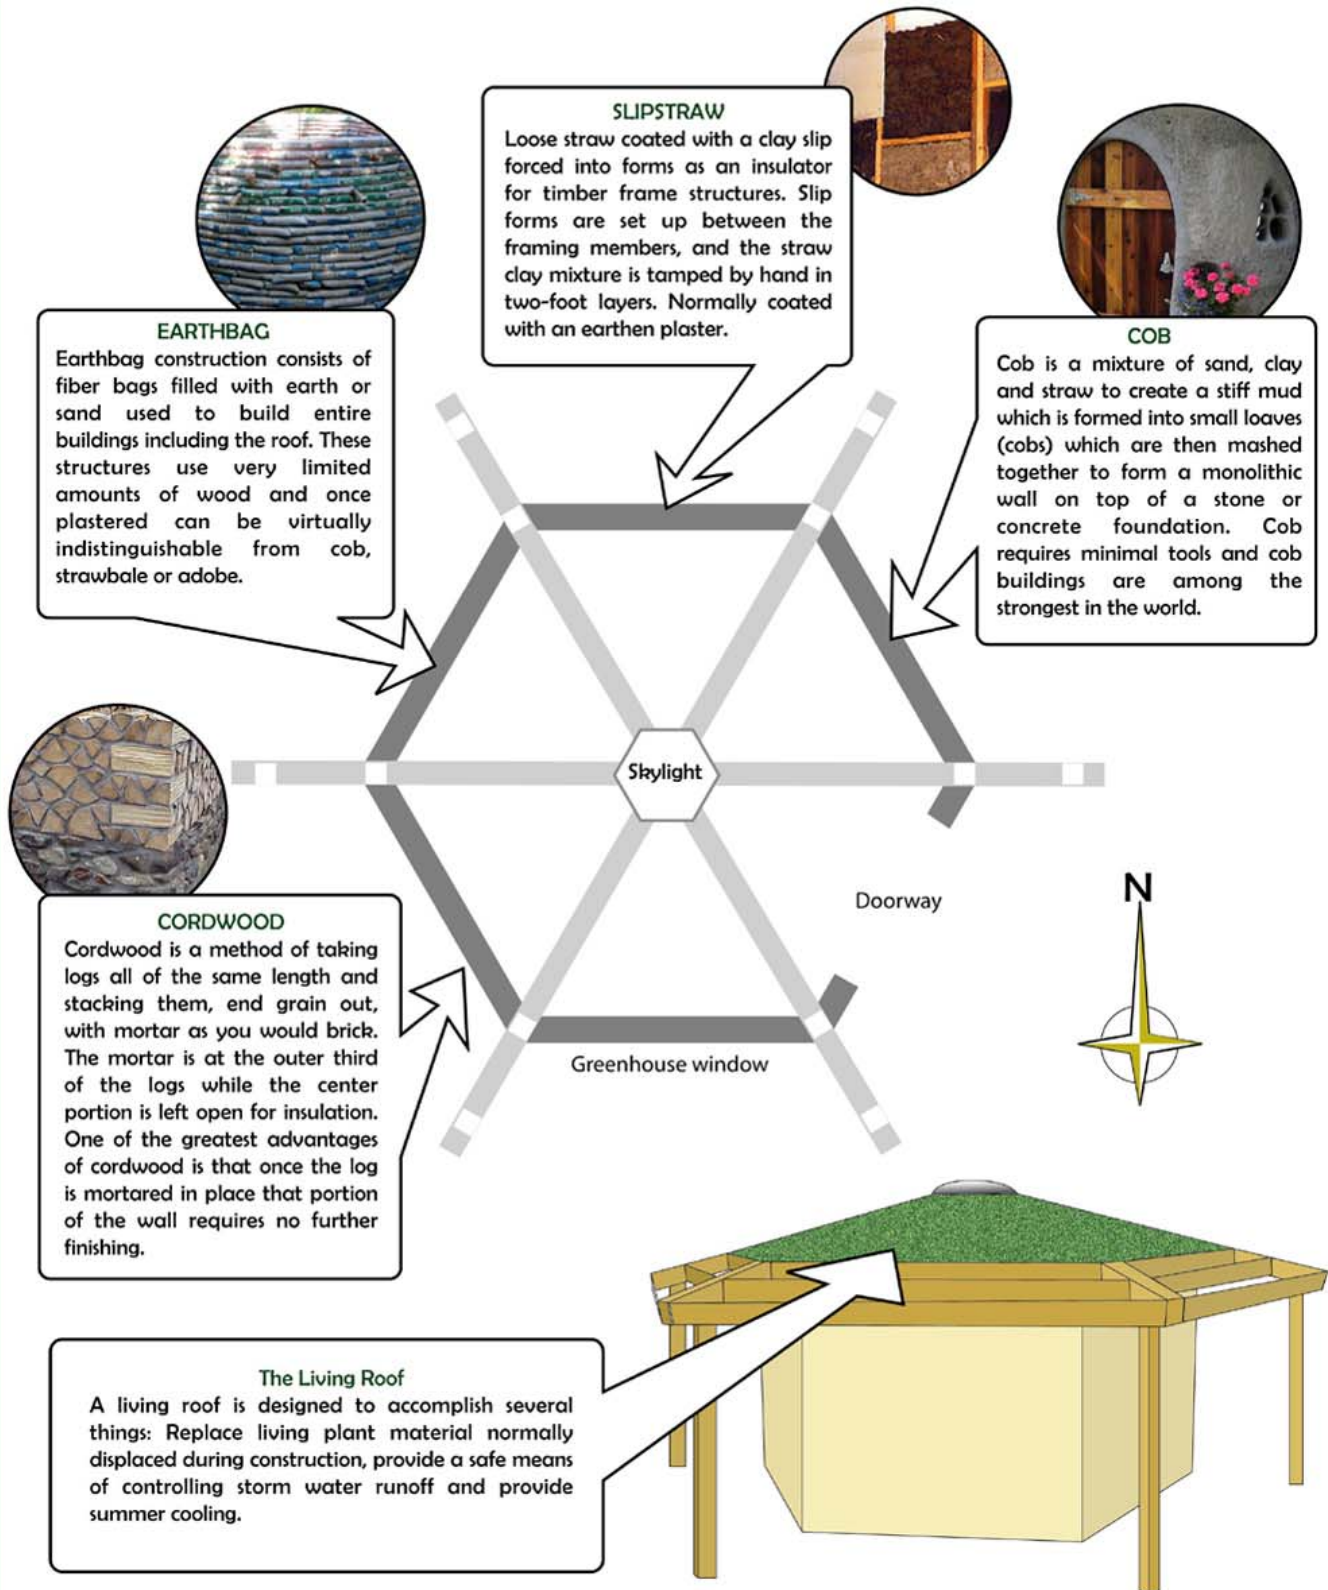 SLIPSTRAW
Loose straw coated with a clay slip
forced into forms as an insulator
for timber frame structures. Slip
forms are set up between the
framing members, and the straw
clay mixture is tamped by hand in
two-foot layers. Normally coated
with an earthen plaster.
EARTHBAG
Earthbag construction consists of
fiber bags filled with earth or
sand used to build entire
buildings including the roof. These
structures use very limited
amounts of wood and once
plastered can be virtually
indistinguishable from cob,
strawbale or adobe.
COB
Cob is a mixture of sand, clay
and straw to create a stiff mud
which is formed into small loaves
(cobs) which are then mashed
together to form a monolithic
wall on top of a stone or
concrete foundation. Cob
requires minimal tools and cob
buildings are among the
strongest in the world.
Skylight
Doorway
N
Greenhouse window
CORDWOOD
Cordwood is a method of taking
logs all of the same length and
stacking them, end grain out,
with mortar as you would brick.
The mortar is at the outer third
of the logs while the center
portion is left open for insulation.
One of the greatest advantages
of cordwood is that once the log
is mortared in place that portion
of the wall requires no further
finishing.
The Living Roof
A living roof is designed to accomplish several
things: Replace living plant material normally
displaced during construction, provide a safe means
of controlling storm water runoff and provide
summer cooling.